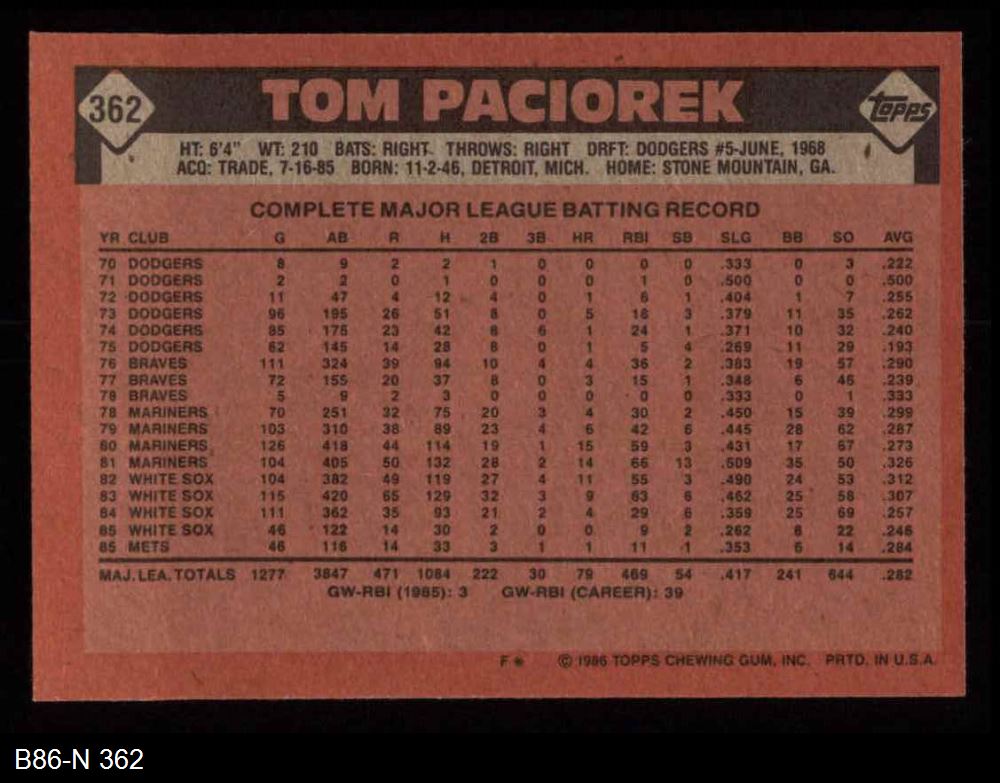 362 TOM PACIOREK topps
HT: 6'4" WT: 210 BATS: RIGHT THROWS: RIGHT DRFT: DODGERS #5-JUNE, 1968
ACQ: TRADE, 7-16-85 BORN: 11-2-46, DETROIT, MICH. HOME: STONE MOUNTAIN, GA.
COMPLETE MAJOR LEAGUE BATTING RECORD
YR CLUB G AB R H 2B 3B HR RBI SB SLG BB SO AVG
70 DODGERS 8 9 2 2 1 0 0 0 0 .333 0 3 .222
71 DODGERS 2 2 0 1 0 0 0 1 0 .500 0 0 .500
72 DODGERS 11 47 4 12 4 0 1 6 1 .404 1 7 .255
73 DODGERS 96 195 26 51 8 0 5 18 3 .379 11 35 .262
74 DODGERS 85 175 23 42 8 6 1 24 1 .371 10 32 .240
75 DODGERS 62 145 14 28 8 0 1 5 4 .269 11 29 .193
76 BRAVES 111 324 39 94 10 4 4 36 2 .383 19 57 .290
77 BRAVES 72 155 20 37 8 0 3 15 1 .348 6 46 .239
78 BRAVES 5 9 2 3 0 0 0 0 0 .333 0 1 .333
78 MARINERS 70 251 32 75 20 3 4 30 2 .450 15 39 .299
79 MARINERS 103 310 38 89 23 4 6 42 6 .445 28 62 .287
80 MARINERS 126 418 44 114 19 1 15 59 3 .431 17 67 .273
81 MARINERS 104 405 50 132 28 2 14 66 13 .509 35 50 .326
82 WHITE SOX 104 382 49 119 27 4 11 55 3 .490 24 53 .312
83 WHITE SOX 115 420 65 129 32 3 9 63 6 .462 25 58 .307
84 WHITE SOX 111 362 35 93 21 2 4 29 6 .359 25 69 .257
85 WHITE SOX 46 122 14 30 2 0 0 9 2 .262 8 22 .246
85 METS 46 116 14 33 3 1 1 11 1 .353 6 14 .284
MAJ. LEA. TOTALS 1277 3847 471 1084 222 30 79 469 54 .417 241 644 .282
GW-RBI (1985): 3 GW-RBI (CAREER): 39
F* © 1986 TOPPS CHEWING GUM, INC. PRTD. IN U.S.A.
B86-N 362